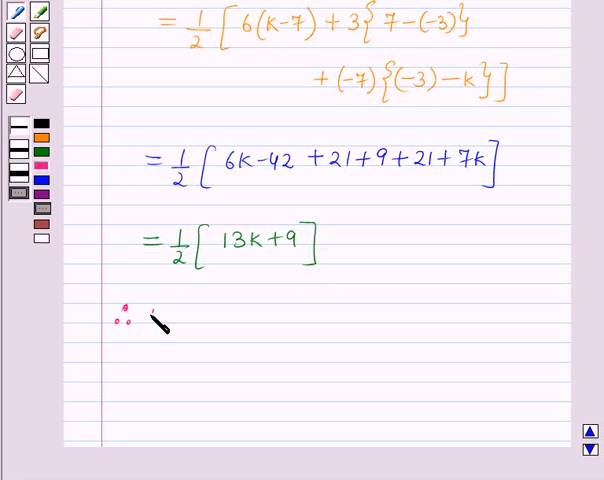 = 1/2 [ 6(k-7) + 3{ 7-(-3)}
+ (-7){(-3) - k}]
= 1/2 [ 6k-42 +21+9+21+7k]
= 1/2 [ 13k+9 ]
∴